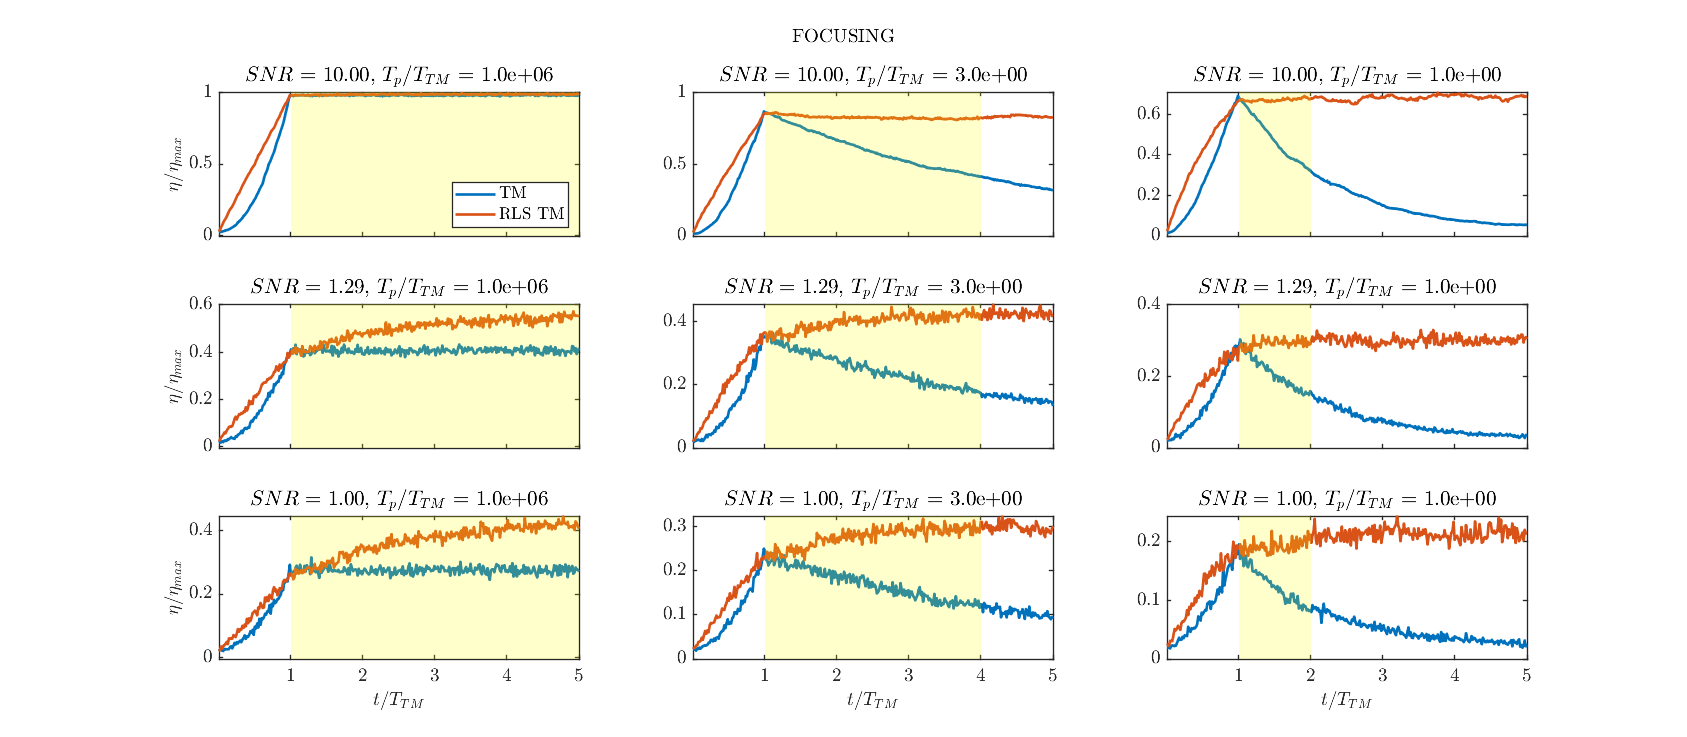 FOCUSING
SNR = 10.00, T_p/T_TM = 1.0e+06
SNR = 10.00, T_p/T_TM = 3.0e+00
SNR = 10.00, T_p/T_TM = 1.0e+00
1
0.5
0
η/η_max
TM
RLS TM
1
0.5
0
0.6
0.4
0.2
0
SNR = 1.29, T_p/T_TM = 1.0e+06
SNR = 1.29, T_p/T_TM = 3.0e+00
SNR = 1.29, T_p/T_TM = 1.0e+00
0.6
0.4
0.2
0
η/η_max
0.4
0.2
0
0.4
0.2
0
SNR = 1.00, T_p/T_TM = 1.0e+06
SNR = 1.00, T_p/T_TM = 3.0e+00
SNR = 1.00, T_p/T_TM = 1.0e+00
0.4
0.2
0
η/η_max
0.3
0.2
0.1
0
0.2
0.1
0
1 2 3 4 5
1 2 3 4 5
1 2 3 4 5
t/T_TM
t/T_TM
t/T_TM